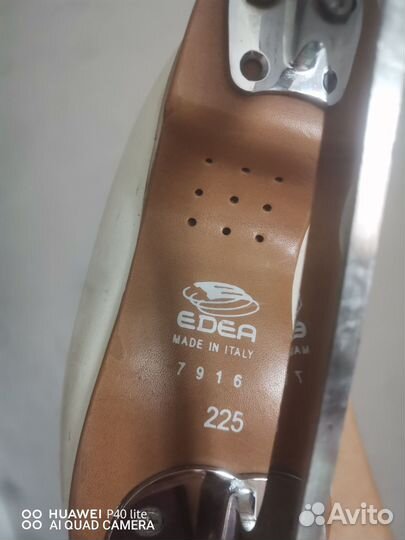 EDEA
MADE IN ITALY
7916
225
HUAWEI P40 lite
AI QUAD CAMERA
Avito